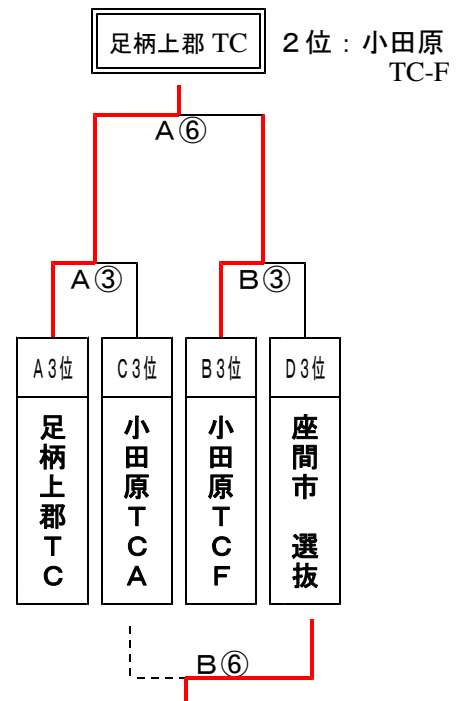 足柄上郡 TC
２位：小田原
TC-F
Ａ⑥
Ａ③
Ｂ③
Ａ3位
Ｃ3位
Ｂ3位
Ｄ3位
足柄上郡ＴＣ
小田原ＴＣＡ
小田原ＴＣＦ
座間市　選抜
Ｂ⑥